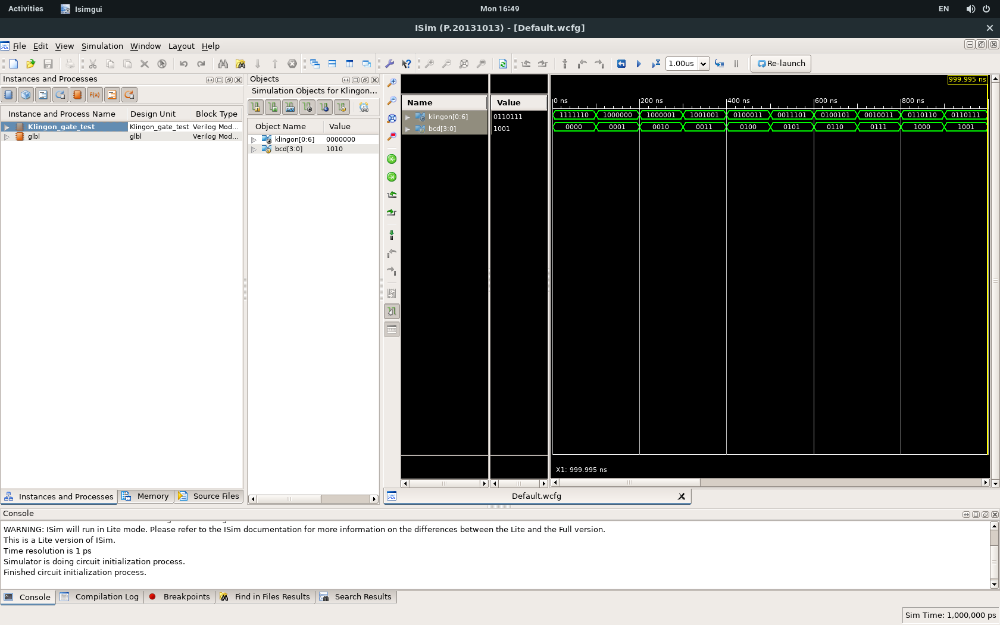 Activities Isimgui Mon 16:49 EN
ISim (P.20131013) - [Default.wcfg]
File Edit View Simulation Window Layout Help
1.00us Re-launch
Instances and Processes
Instance and Process Name Design Unit Block Type
Klingon_gate_test Klingon_gate_test Verilog Mod...
glbl glbl Verilog Mod...
Instances and Processes Memory Source Files
Objects
Simulation Objects for Klingon...
Object Name Value
klingon[0:6] 0000000
bcd[3:0] 1010
999.995 ns
Name Value
0 ns 200 ns 400 ns 600 ns 800 ns
klingon[0:6] 0110111 1111110 1000000 1000001 1001001 0100011 0011101 0100101 0010011 0110110 0110111
bcd[3:0] 1001 0000 0001 0010 0011 0100 0101 0110 0111 1000 1001
X1: 999.995 ns
Default.wcfg
Console
WARNING: ISim will run in Lite mode. Please refer to the ISim documentation for more information on the differences between the Lite and the Full version.
This is a Lite version of ISim.
Time resolution is 1 ps
Simulator is doing circuit initialization process.
Finished circuit initialization process.
Console Compilation Log Breakpoints Find in Files Results Search Results
Sim Time: 1,000,000 ps